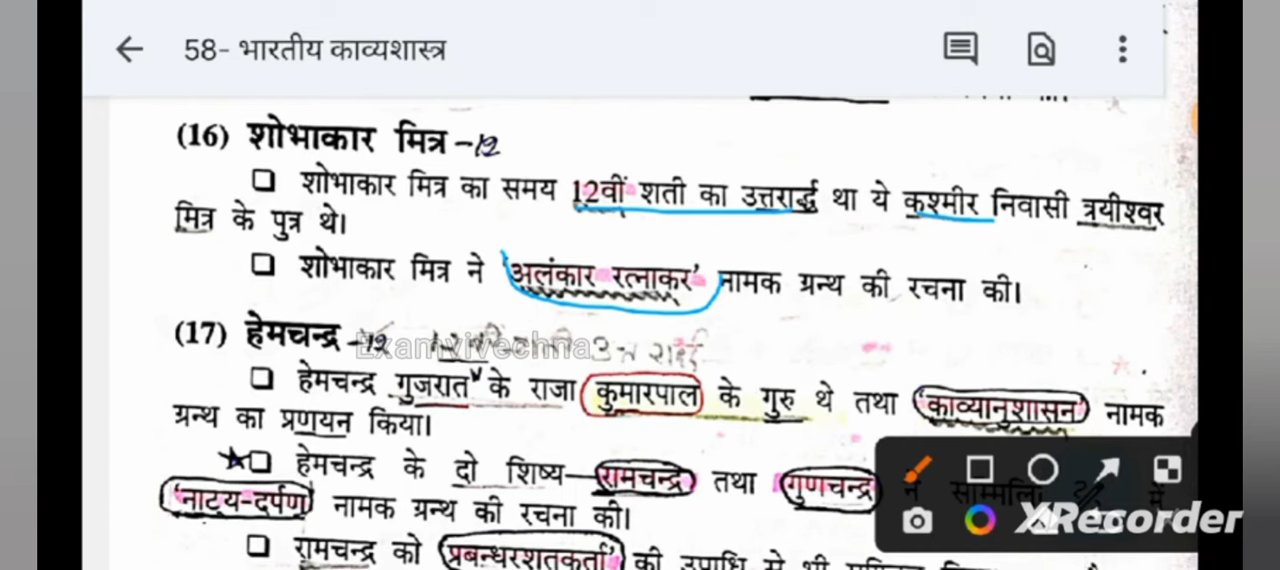 58- भारतीय काव्यशास्त्र
(16) शोभाकार मित्र -12
❑ शोभाकार मित्र का समय 12वीं शती का उत्तरार्द्ध था ये कश्मीर निवासी त्रयीश्वर
मित्र के पुत्र थे।
❑ शोभाकार मित्र ने 'अलंकार रत्नाकर' नामक ग्रन्थ की रचना की।
(17) हेमचन्द्र -12
Examvivechna
❑ हेमचन्द्र गुजरात के राजा कुमारपाल के गुरु थे तथा 'काव्यानुशासन' नामक
ग्रन्थ का प्रणयन किया।
❑ हेमचन्द्र के दो शिष्य—रामचन्द्र तथा गुणचन्द्र ने में
'नाट्य-दर्पण' नामक ग्रन्थ की रचना की।
❑ रामचन्द्र को 'प्रबन्धशतकर्ता' की उपाधि से भी
XRecorder